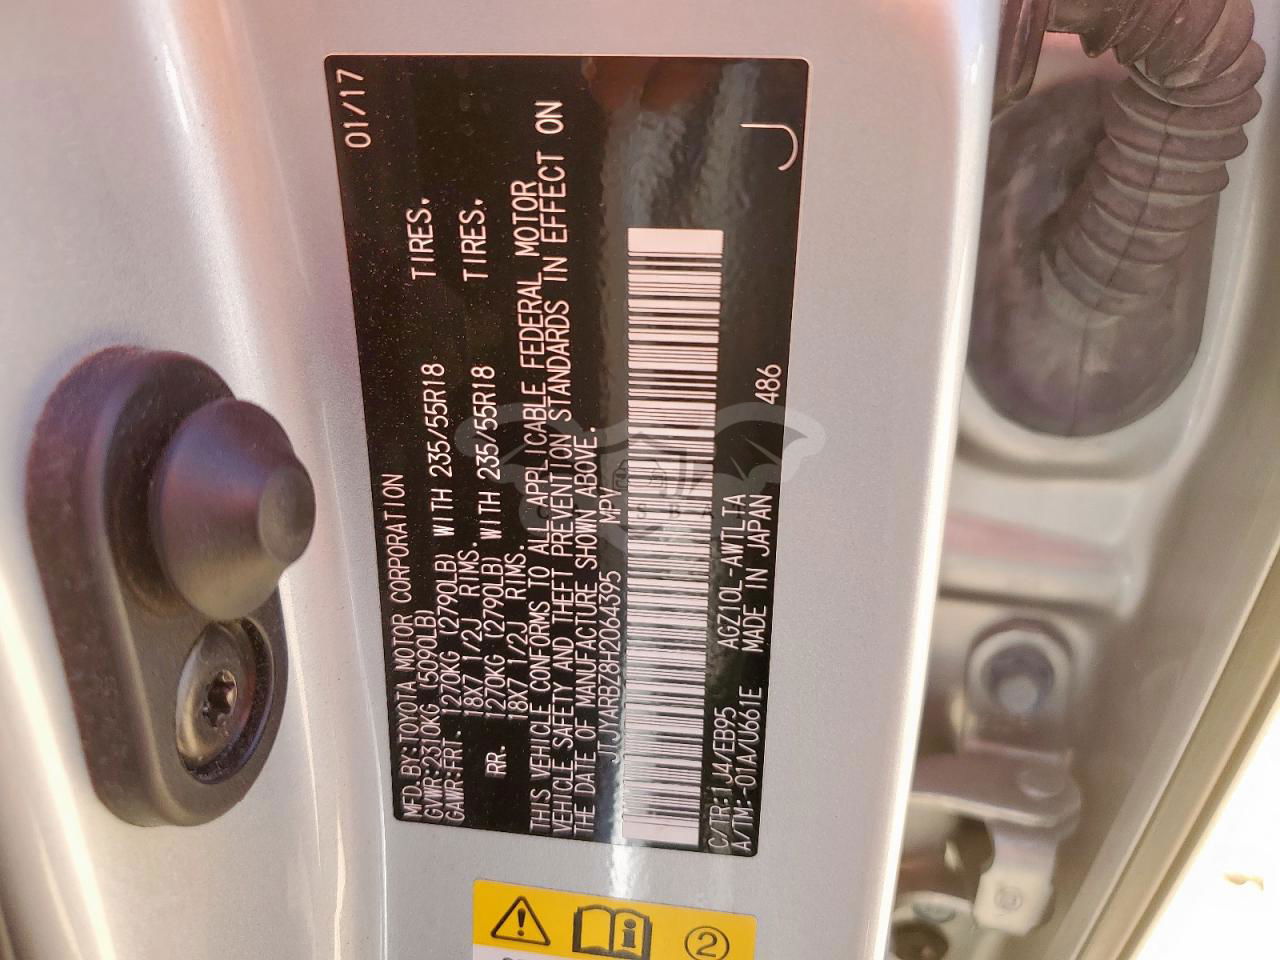 MFD.BY:TOYOTA MOTOR CORPORATION 01/17
GVWR:2310KG (5090LB)
GAWR:FRT. 1270KG (2790LB) WITH 235/55R18 TIRES.
18X7 1/2J RIMS.
RR. 1270KG (2790LB) WITH 235/55R18 TIRES.
18X7 1/2J RIMS.
THIS VEHICLE CONFORMS TO ALL APPLICABLE FEDERAL MOTOR
VEHICLE SAFETY AND THEFT PREVENTION STANDARDS IN EFFECT ON
THE DATE OF MANUFACTURE SHOWN ABOVE.
JTJYARBZ8H2064395 MPV
C/TR:1J4/EB95 AGZ10L-AWTLTA 486
A/TM:-01A/U661E MADE IN JAPAN J
2